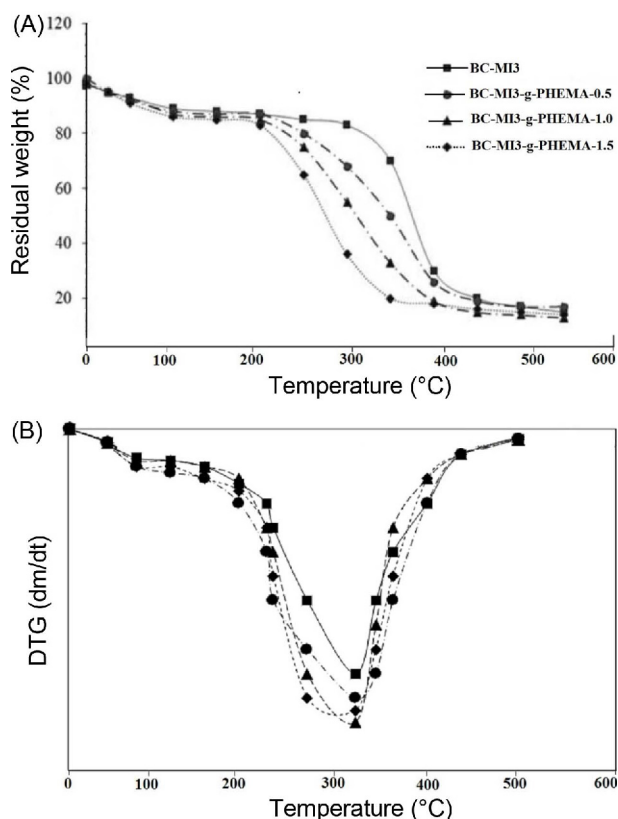 (A)
Residual weight (%)
120
100
80
60
40
20
BC-MI3
BC-MI3-g-PHEMA-0.5
BC-MI3-g-PHEMA-1.0
BC-MI3-g-PHEMA-1.5
0 100 200 300 400 500 600
Temperature (°C)
(B)
DTG (dm/dt)
0 100 200 300 400 500 600
Temperature (°C)